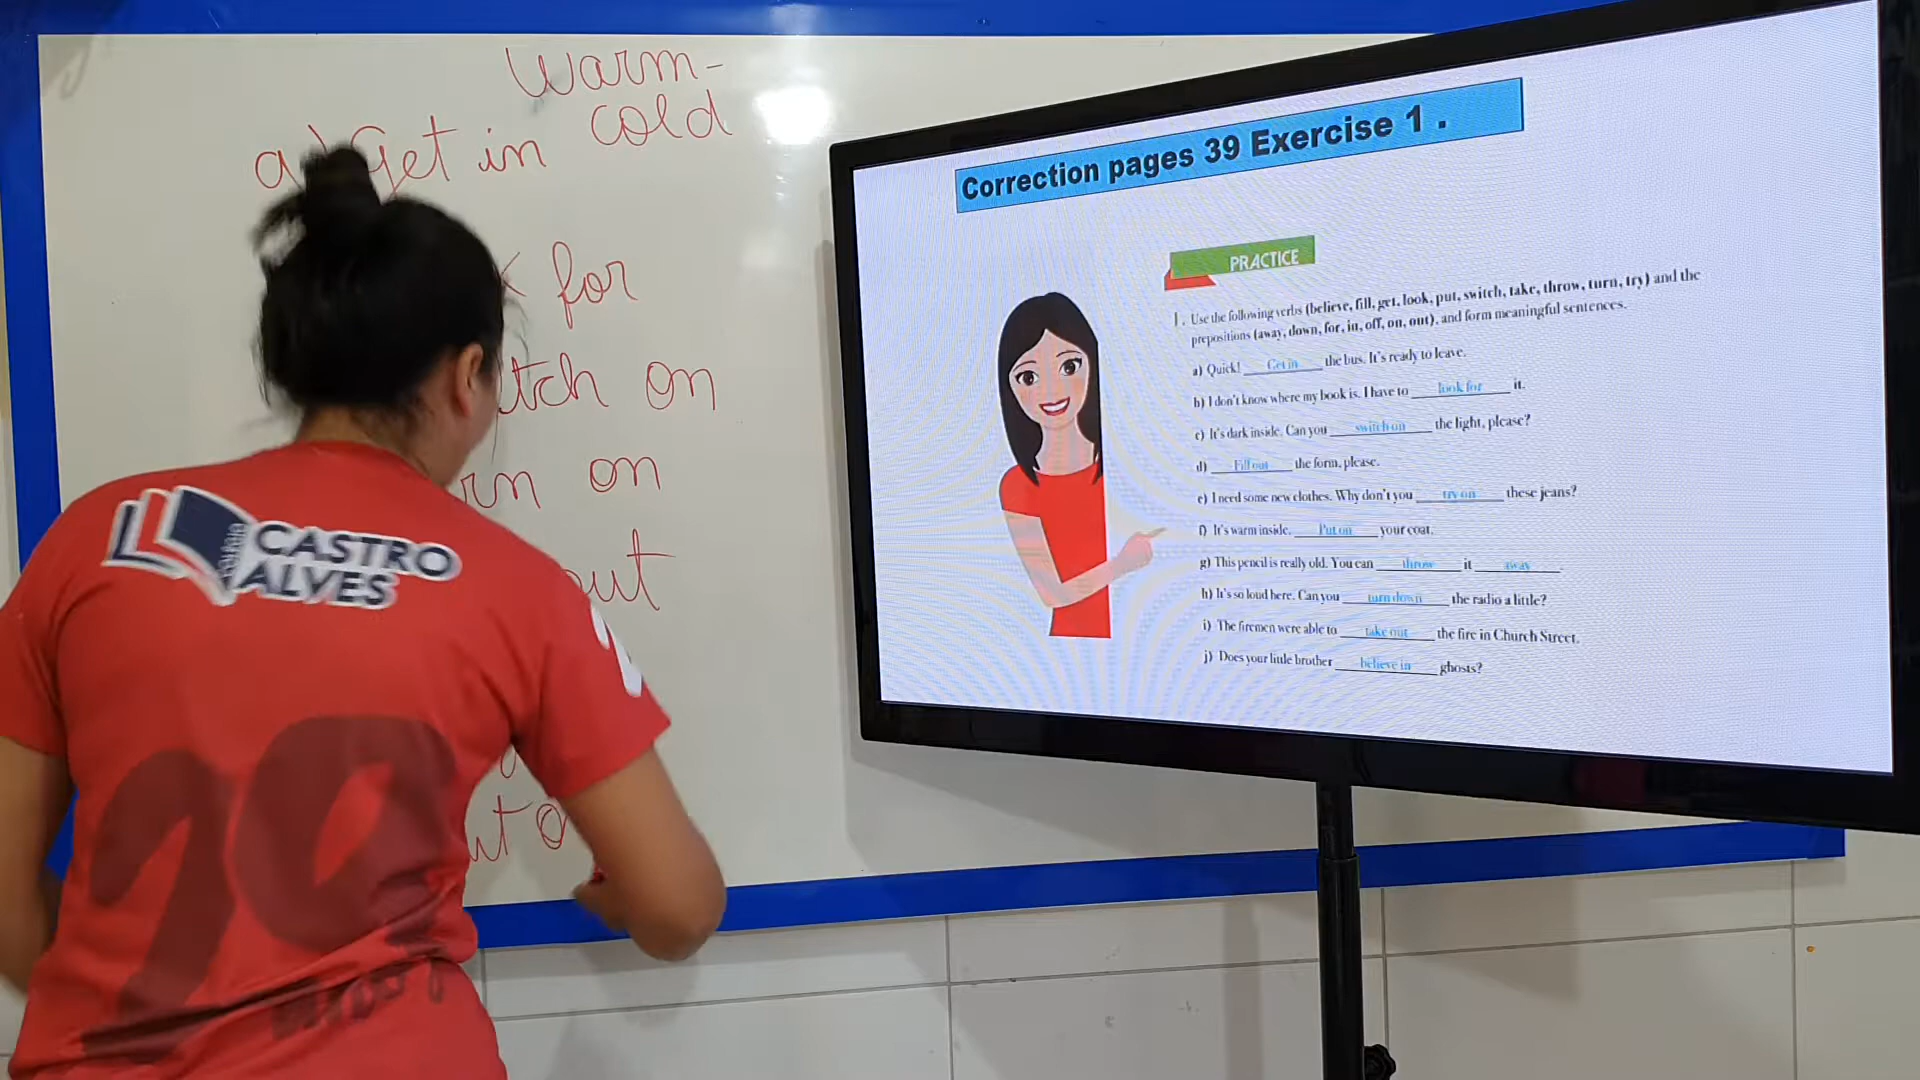 warm-
cold
a) Get in
for
tch on
rn on
out
ut o
CASTRO
ALVES
Correction pages 39 Exercise 1 .
PRACTICE
1. Use the following verbs (believe, fill, get, look, put, switch, take, throw, turn, try) and the
prepositions (away, down, for, in, off, on, out), and form meaningful sentences.
a) Quick! Get in the bus. It's ready to leave.
b) I don't know where my book is. I have to look for it.
c) It's dark inside. Can you switch on the light, please?
d) Fill out the form, please.
e) I need some new clothes. Why don't you try on these jeans?
f) It's warm inside. Put on your coat.
g) This pencil is really old. You can throw it away.
h) It's so loud here. Can you turn down the radio a little?
i) The firemen were able to take out the fire in Church Street.
j) Does your little brother believe in ghosts?